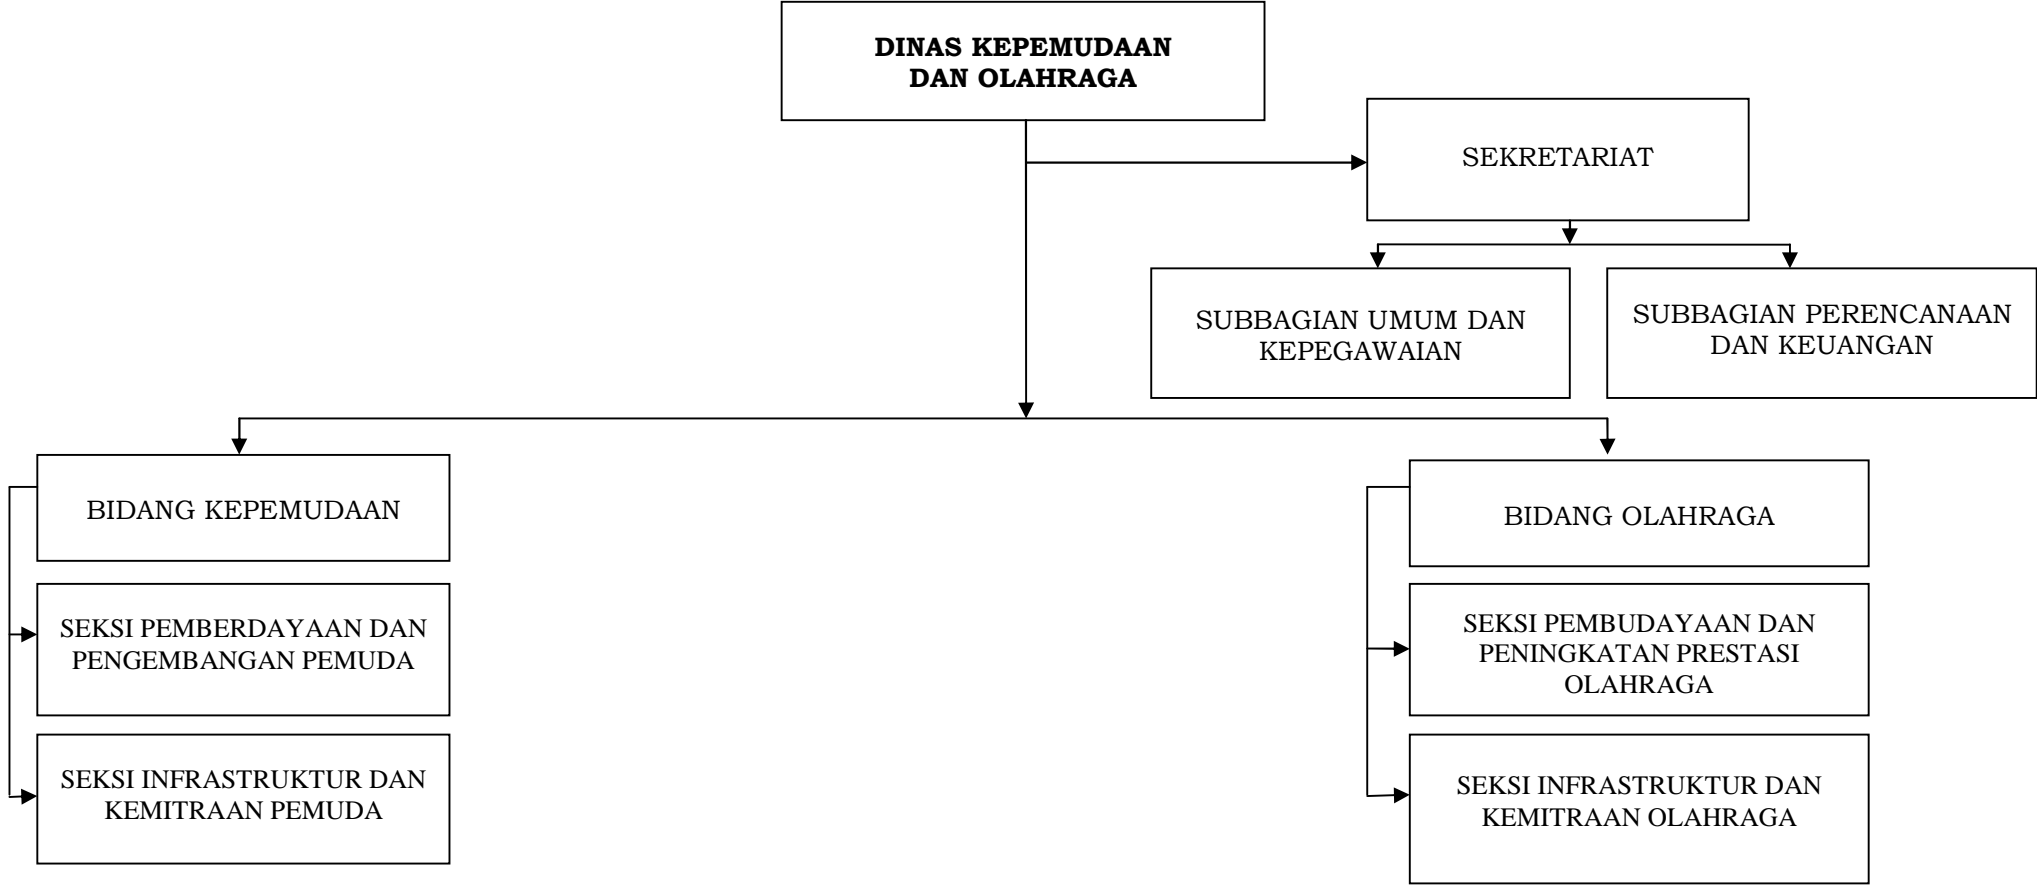 DINAS KEPEMUDAAN
DAN OLAHRAGA
SEKRETARIAT
SUBBAGIAN UMUM DAN
KEPEGAWAIAN
SUBBAGIAN PERENCANAAN
DAN KEUANGAN
BIDANG KEPEMUDAAN
SEKSI PEMBERDAYAAN DAN
PENGEMBANGAN PEMUDA
SEKSI INFRASTRUKTUR DAN
KEMITRAAN PEMUDA
BIDANG OLAHRAGA
SEKSI PEMBUDAYAAN DAN
PENINGKATAN PRESTASI
OLAHRAGA
SEKSI INFRASTRUKTUR DAN
KEMITRAAN OLAHRAGA